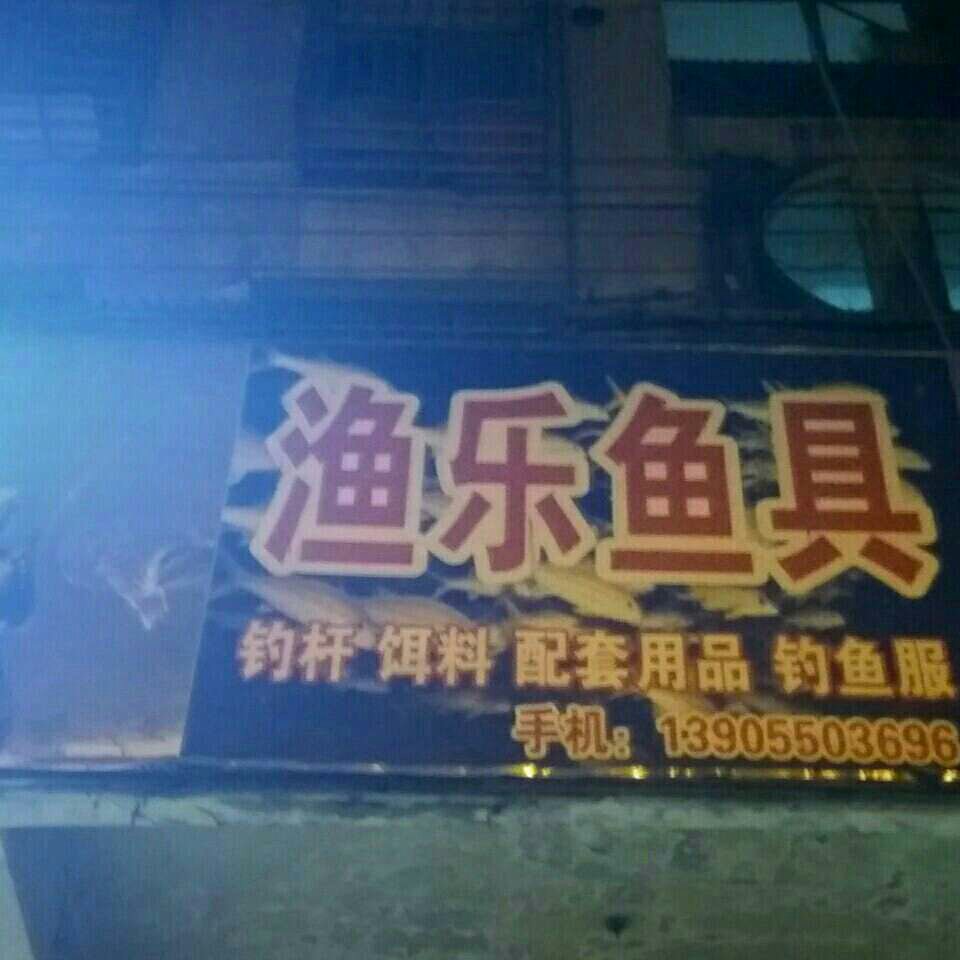 渔乐鱼具
钓杆 饵料 配套用品 钓鱼服
手机：13905503696